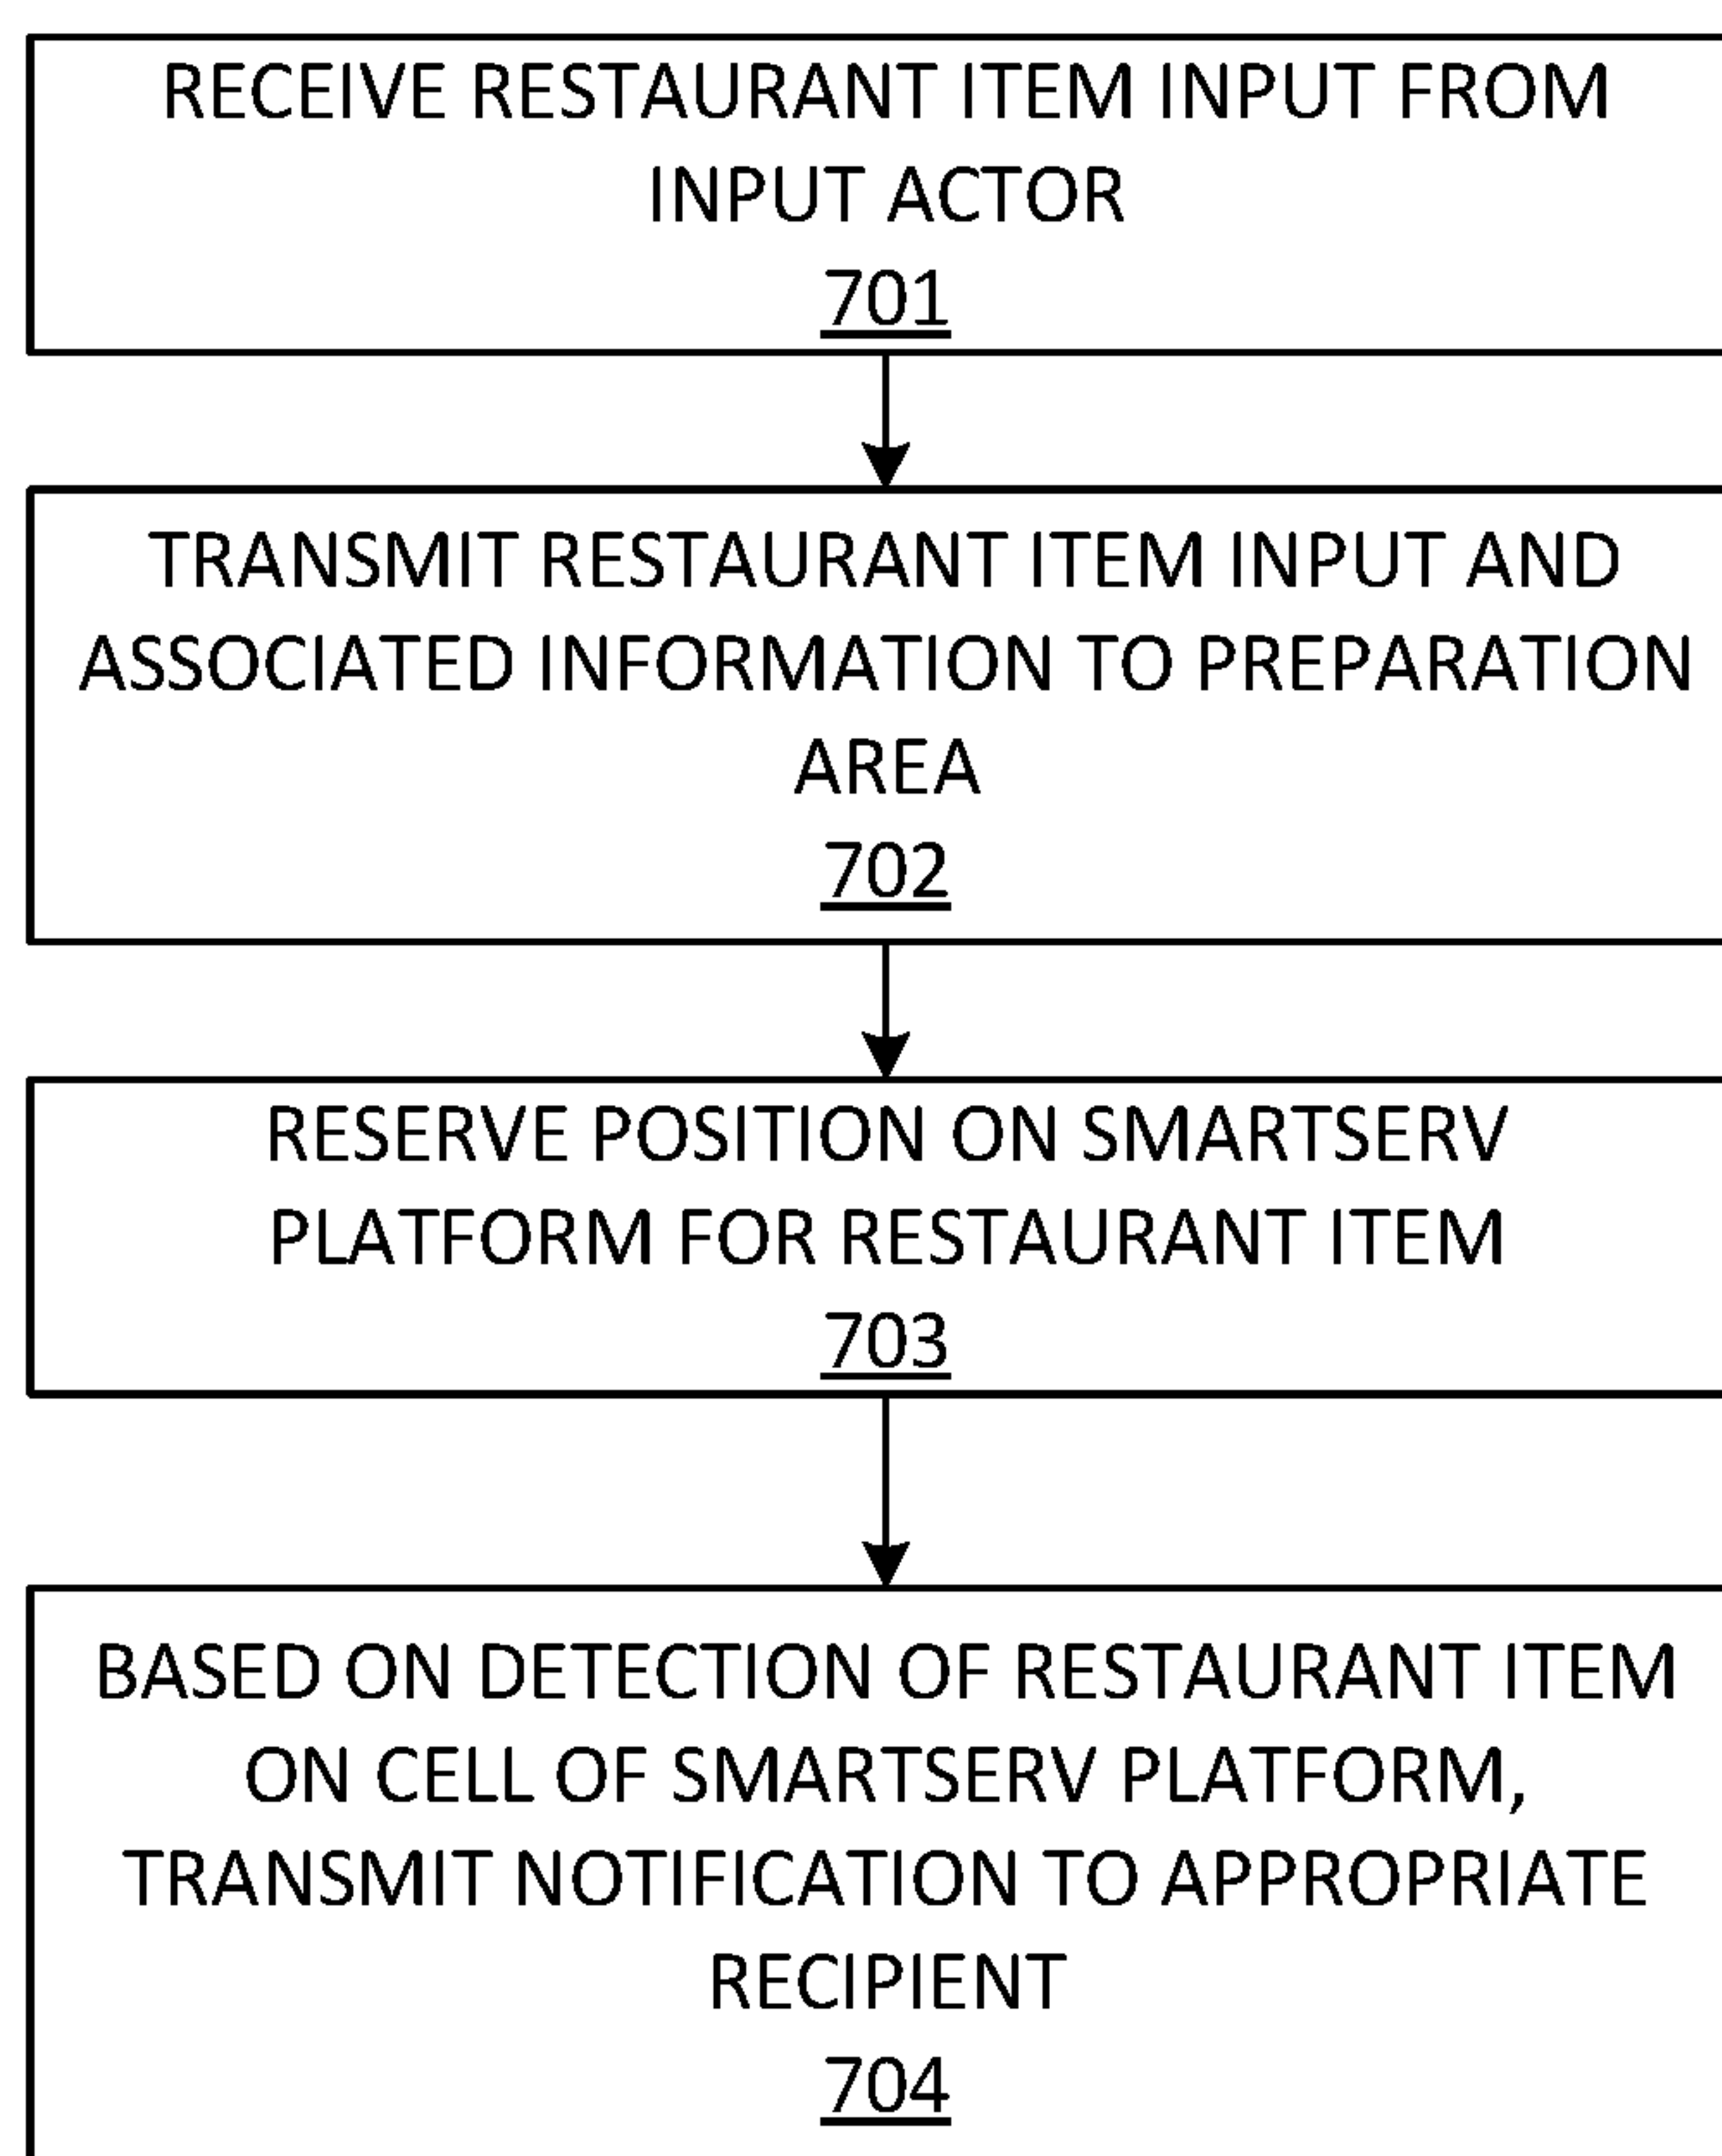 RECEIVE RESTAURANT ITEM INPUT FROM
INPUT ACTOR
701
TRANSMIT RESTAURANT ITEM INPUT AND
ASSOCIATED INFORMATION TO PREPARATION
AREA
702
RESERVE POSITION ON SMARTSERV
PLATFORM FOR RESTAURANT ITEM
703
BASED ON DETECTION OF RESTAURANT ITEM
ON CELL OF SMARTSERV PLATFORM,
TRANSMIT NOTIFICATION TO APPROPRIATE
RECIPIENT
704